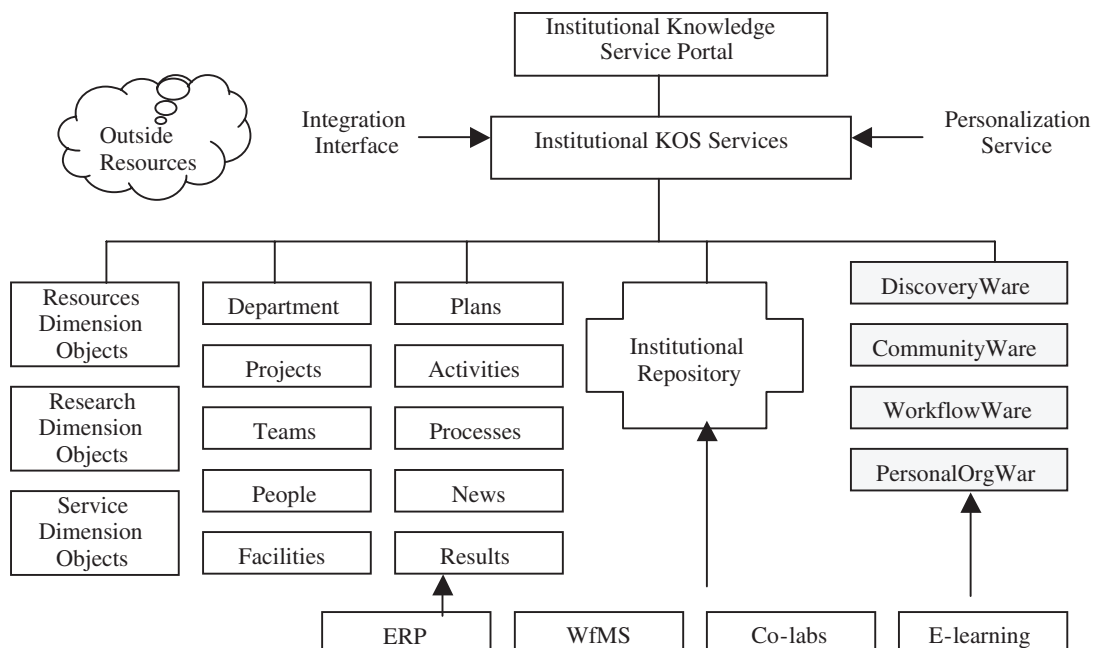 Institutional Knowledge
Service Portal
Outside
Resources
Integration
Interface
Institutional KOS Services
Personalization
Service
Resources
Dimension
Objects
Research
Dimension
Objects
Service
Dimension
Objects
Department
Projects
Teams
People
Facilities
Plans
Activities
Processes
News
Results
Institutional
Repository
DiscoveryWare
CommunityWare
WorkflowWare
PersonalOrgWar
ERP
WfMS
Co-labs
E-learning